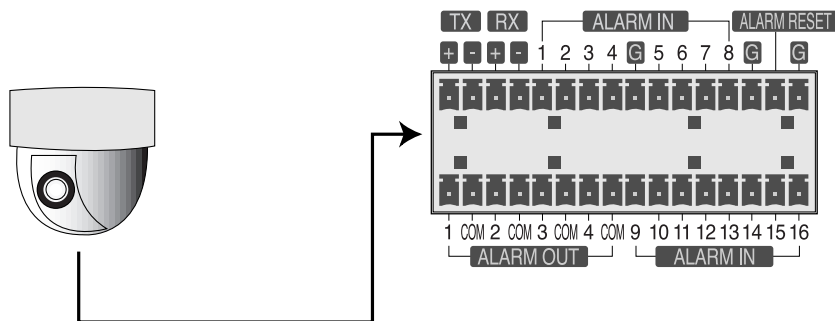 TX RX ALARM IN ALARM RESET
+ - + - 1 2 3 4 G 5 6 7 8 G G
1 COM 2 COM 3 COM 4 COM 9 10 11 12 13 14 15 16
ALARM OUT ALARM IN